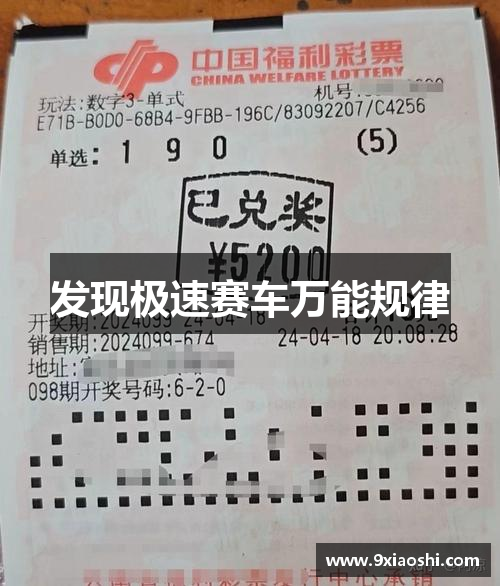 中国福利彩票
CHINA WELFARE LOTTERY
玩法:数字3-单式 机号:
E71B-B0D0-68B4-9FBB-196C/83092207/C4256
单选: 1 9 0 (5)
已兑奖
¥5200
发现极速赛车万能规律
开奖期:2024099 24-04-18
销售期:2024099-674 24-04-18 20:08:28
地址:
098期开奖号码:6-2-0
www.9xiaoshi.com